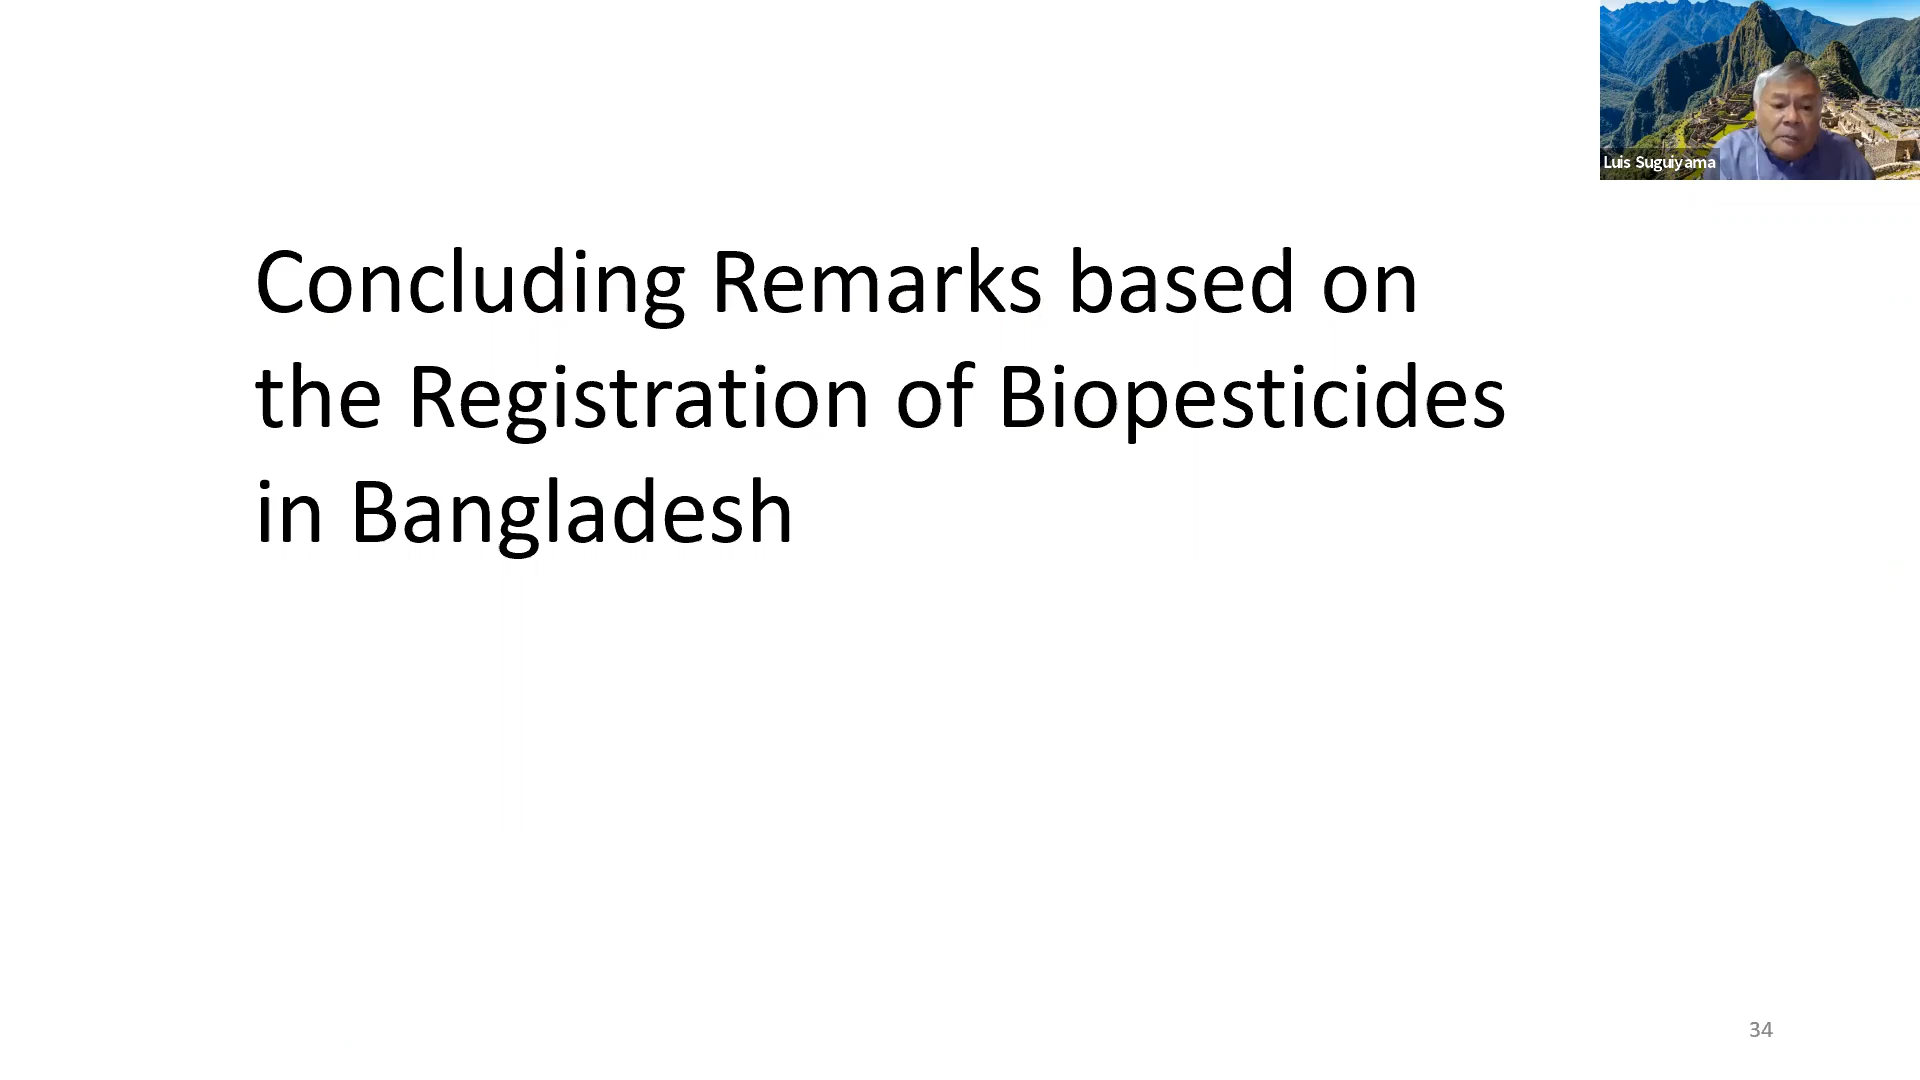 Luis Suguiyama
Concluding Remarks based on
the Registration of Biopesticides
in Bangladesh
34